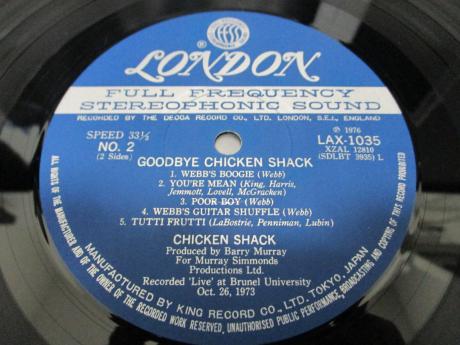 LONDON
FULL FREQUENCY
STEREOPHONIC SOUND
RECORDED BY THE DECCA RECORD CO., LTD. LONDON, S.E.I., ENGLAND
SPEED 33⅓
NO. 2
(2 Sides)
℗ 1976
LAX-1035
XZAL 12810
(SDLBT 3935) L
GOODBYE CHICKEN SHACK
1. WEBB'S BOOGIE (Webb)
2. YOU'RE MEAN (King, Harris,
Jemmott, Lovell, McGracken)
3. POOR BOY (Webb)
4. WEBB'S GUITAR SHUFFLE (Webb)
5. TUTTI FRUTTI (LaBostrie, Penniman, Lubin)
CHICKEN SHACK
Produced by Barry Murray
For Murray Simmonds
Productions Ltd.
Recorded 'Live' at Brunel University
Oct. 26, 1973
MANUFACTURED BY KING RECORD CO., LTD., TOKYO, JAPAN
ALL RIGHTS OF THE MANUFACTURER AND OF THE OWNER OF THE RECORDED WORK RESERVED, UNAUTHORISED PUBLIC PERFORMANCE, BROADCASTING AND COPYING OF THIS RECORD PROHIBITED